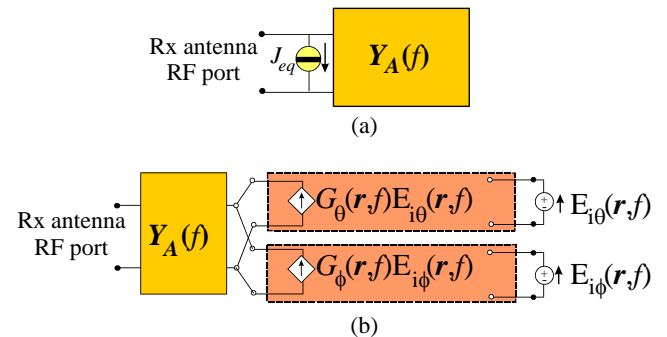 Rx antenna
RF port
J_eq
Y_A(f)
(a)
Rx antenna
RF port
Y_A(f)
G_θ(r,f)E_iθ(r,f)
E_iθ(r,f)
G_ϕ(r,f)E_iϕ(r,f)
E_iϕ(r,f)
(b)